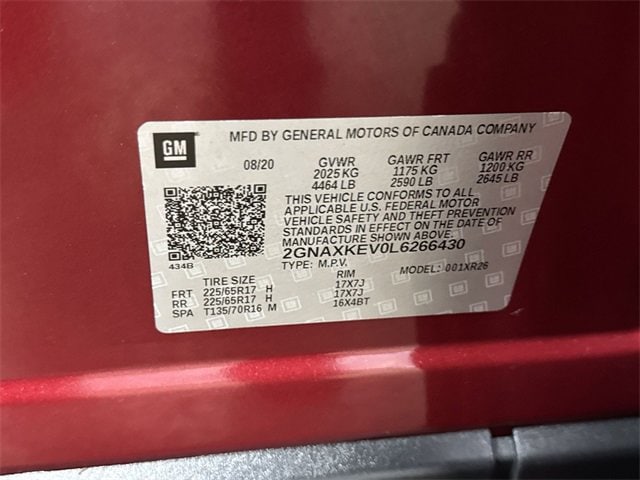 GM
MFD BY GENERAL MOTORS OF CANADA COMPANY
08/20 GVWR GAWR FRT GAWR RR
2025 KG 1175 KG 1200 KG
4464 LB 2590 LB 2645 LB
THIS VEHICLE CONFORMS TO ALL
APPLICABLE U.S. FEDERAL MOTOR
VEHICLE SAFETY AND THEFT PREVENTION
STANDARDS IN EFFECT ON THE DATE OF
MANUFACTURE SHOWN ABOVE.
2GNAXKEV0L6266430
434B
TYPE: M.P.V. MODEL: 001XR26
TIRE SIZE RIM
FRT 225/65R17 H 17X7J
RR 225/65R17 H 17X7J
SPA T135/70R16 M 16X4BT